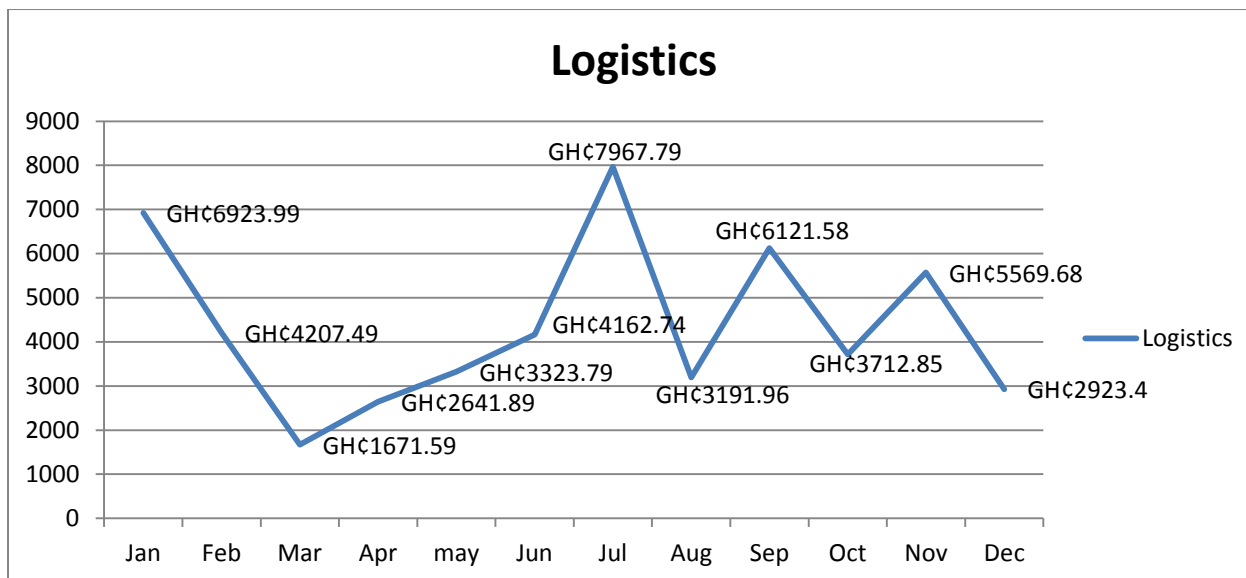 Logistics
9000
8000
7000
6000
5000
4000
3000
2000
1000
0
GH₵6923.99
GH₵4207.49
GH₵1671.59
GH₵2641.89
GH₵3323.79
GH₵4162.74
GH₵7967.79
GH₵3191.96
GH₵6121.58
GH₵3712.85
GH₵5569.68
GH₵2923.4
Jan Feb Mar Apr may Jun Jul Aug Sep Oct Nov Dec
Logistics